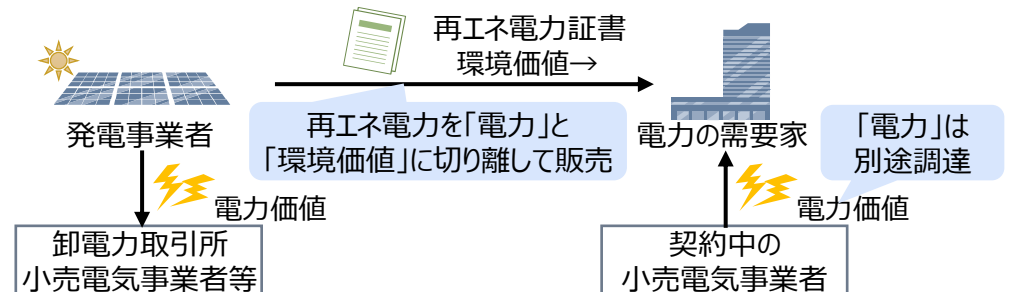 再エネ電力証書
環境価値→
発電事業者
再エネ電力を「電力」と
「環境価値」に切り離して販売
電力の需要家
「電力」は
別途調達
電力価値
電力価値
卸電力取引所
小売電気事業者等
契約中の
小売電気事業者